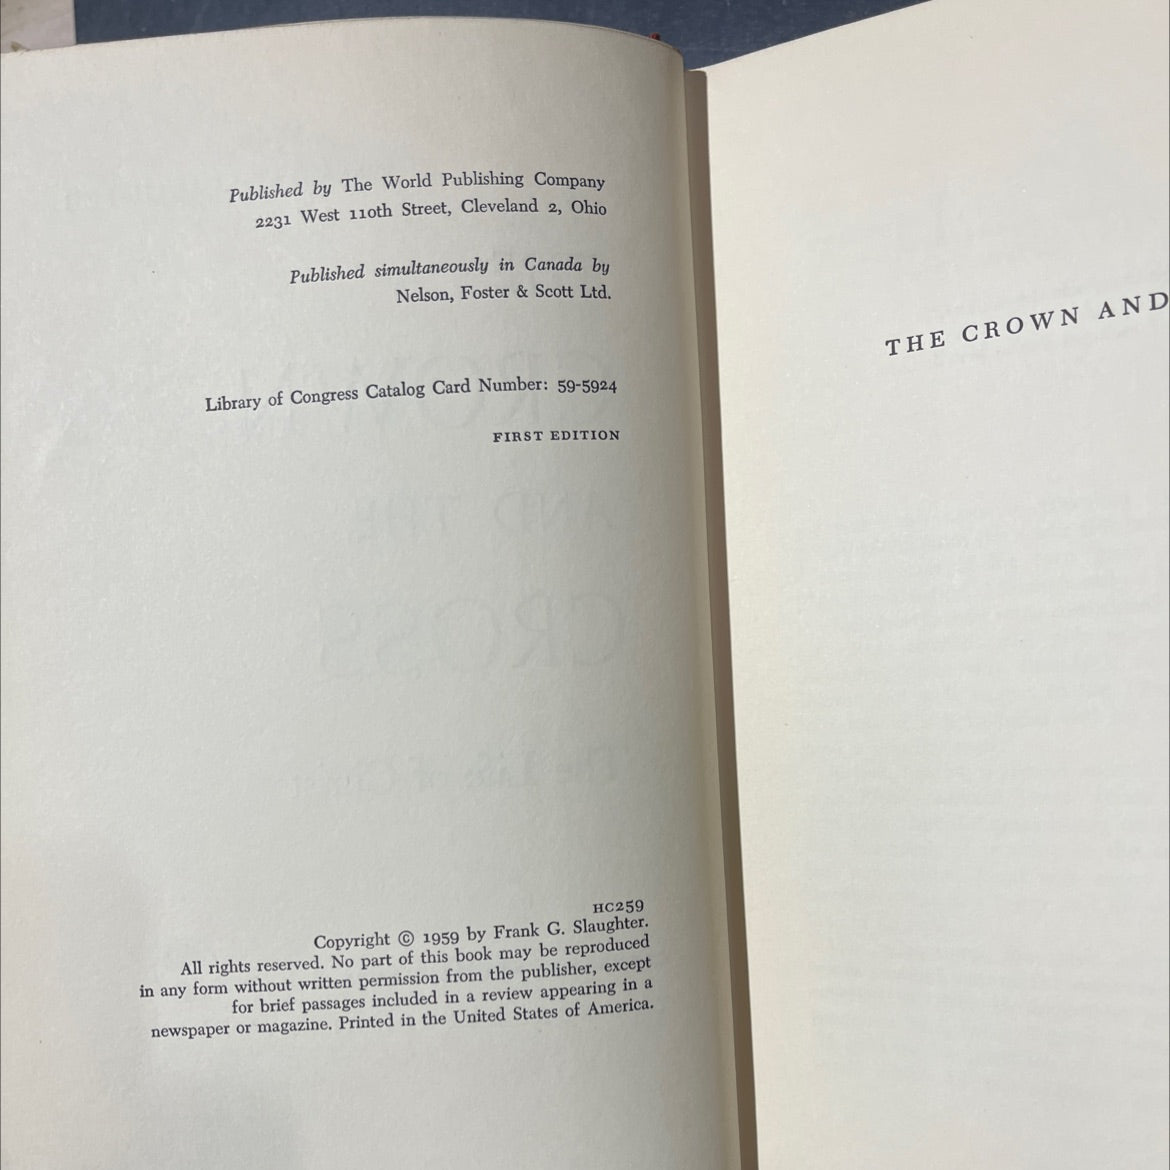 Published by The World Publishing Company
2231 West 110th Street, Cleveland 2, Ohio
Published simultaneously in Canada by
Nelson, Foster & Scott Ltd.
Library of Congress Catalog Card Number: 59-5924
FIRST EDITION
HC259
Copyright © 1959 by Frank G. Slaughter.
All rights reserved. No part of this book may be reproduced
in any form without written permission from the publisher, except
for brief passages included in a review appearing in a
newspaper or magazine. Printed in the United States of America.
THE CROWN AND